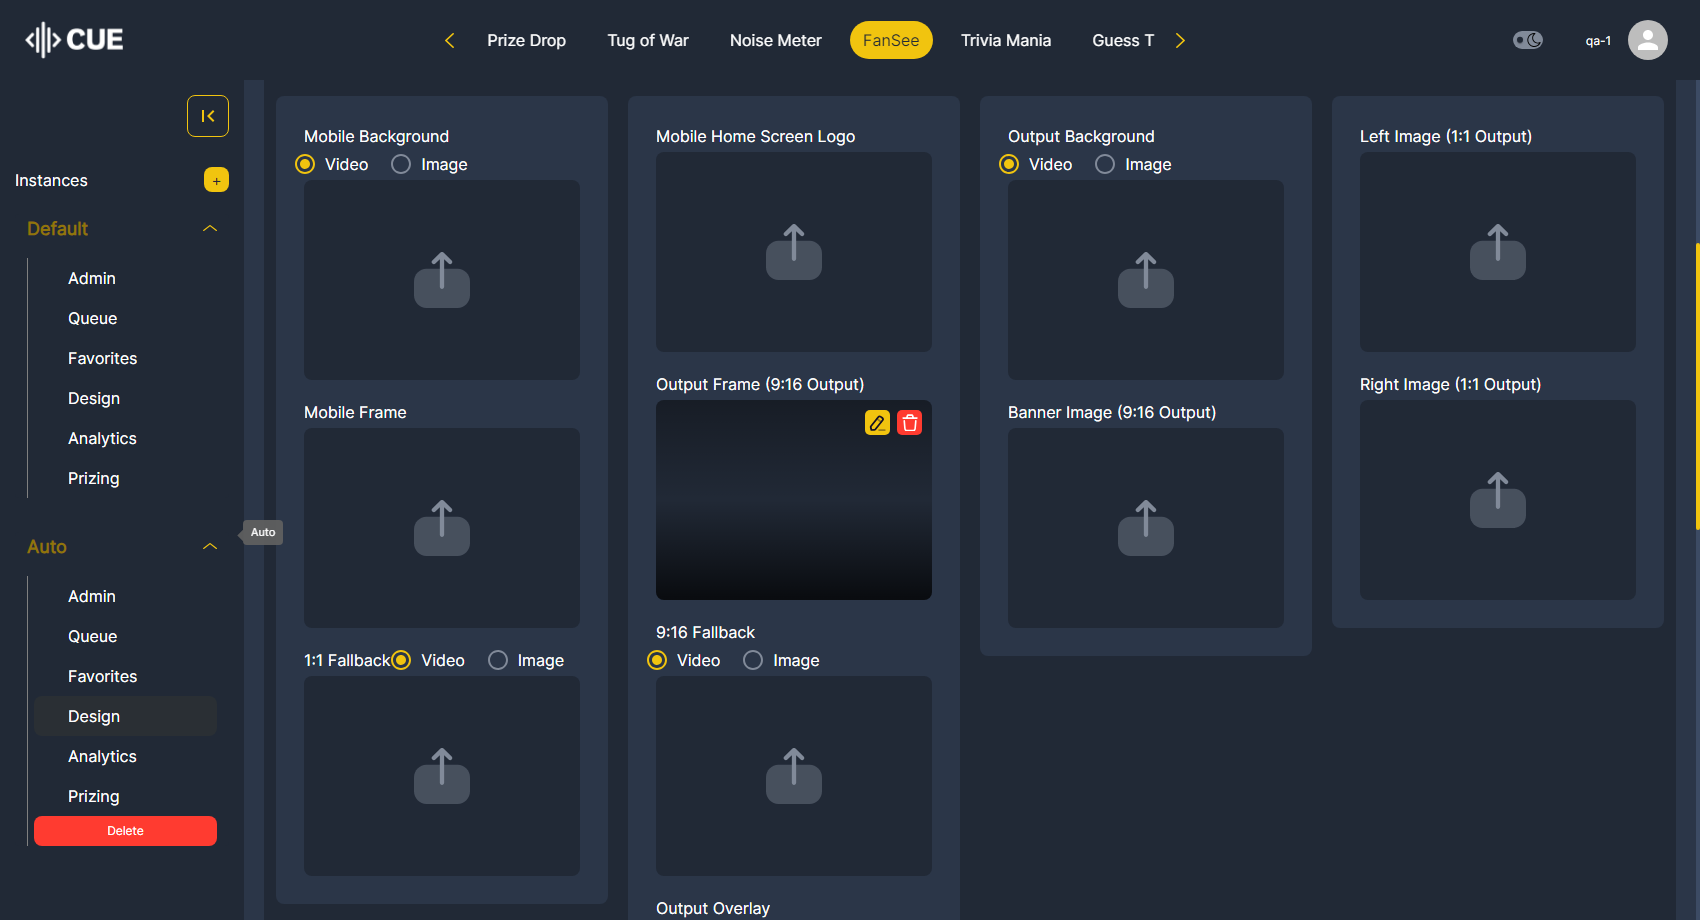 CUE
Prize Drop
Tug of War
Noise Meter
FanSee
Trivia Mania
Guess T
qa-1
Instances
+
Default
Admin
Queue
Favorites
Design
Analytics
Prizing
Auto
Admin
Queue
Favorites
Design
Analytics
Prizing
Delete
Auto
Mobile Background
Video
Image
Mobile Frame
1:1 Fallback
Video
Image
Mobile Home Screen Logo
Output Frame (9:16 Output)
9:16 Fallback
Video
Image
Output Overlay
Output Background
Video
Image
Banner Image (9:16 Output)
Left Image (1:1 Output)
Right Image (1:1 Output)